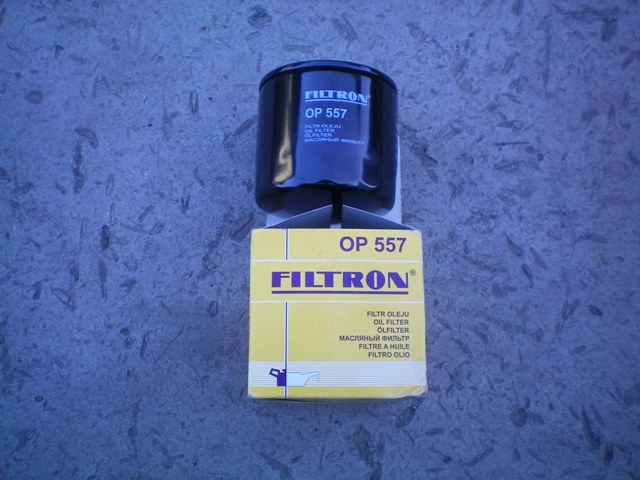 FILTRON®
OP 557
FILTR OLEJU
OIL FILTER
ÖLFILTER
МАСЛЯНЫЙ ФИЛЬТР
OP 557
FILTRON®
FILTR OLEJU
OIL FILTER
ÖLFILTER
МАСЛЯНЫЙ ФИЛЬТР
FILTRE A HUILE
FILTRO OLIO